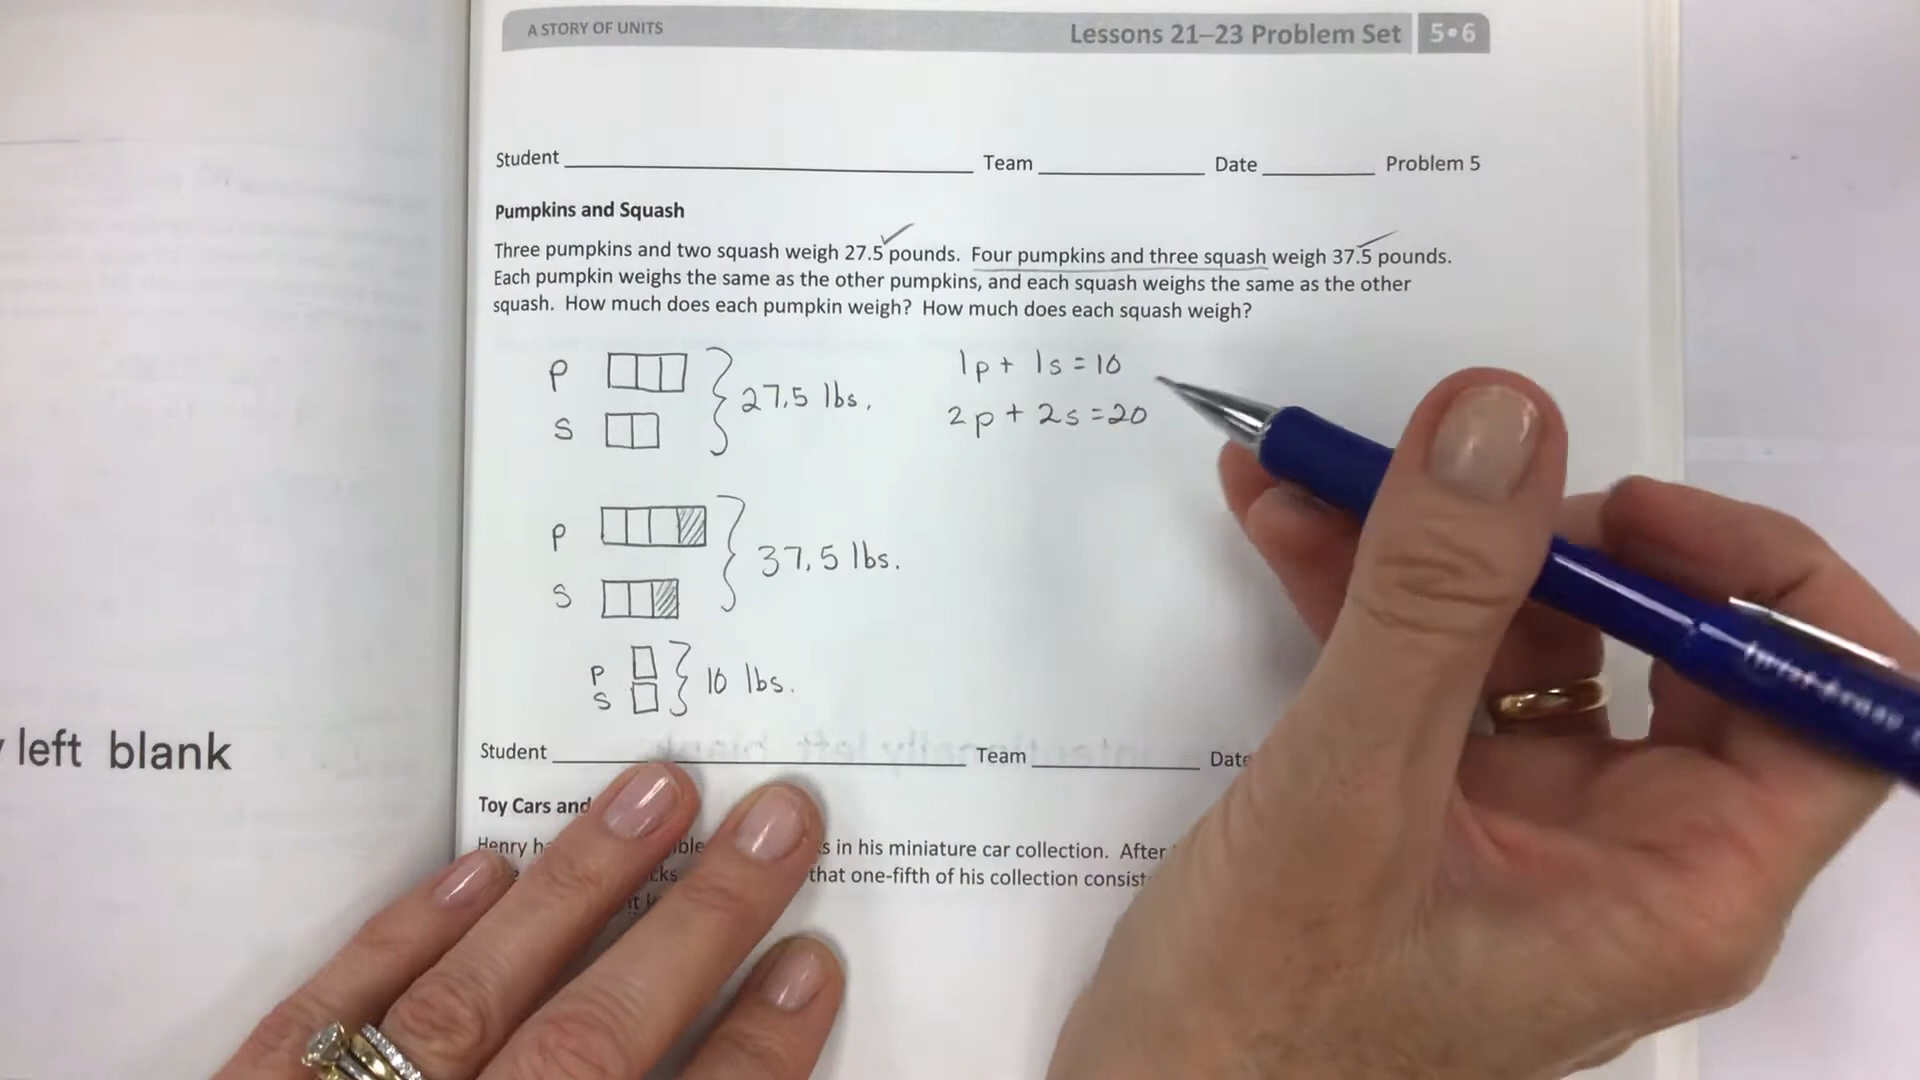 A STORY OF UNITS Lessons 21–23 Problem Set 5•6
Student Team Date Problem 5
Pumpkins and Squash
Three pumpkins and two squash weigh 27.5 pounds. Four pumpkins and three squash weigh 37.5 pounds.
Each pumpkin weighs the same as the other pumpkins, and each squash weighs the same as the other
squash. How much does each pumpkin weigh? How much does each squash weigh?
P
S
27.5 lbs.
1p + 1s = 10
2p + 2s = 20
P
S
37.5 lbs.
P
S
10 lbs.
left blank
Student Team Date
Toy Cars and
Henry s in his miniature car collection. After
that one-fifth of his collection